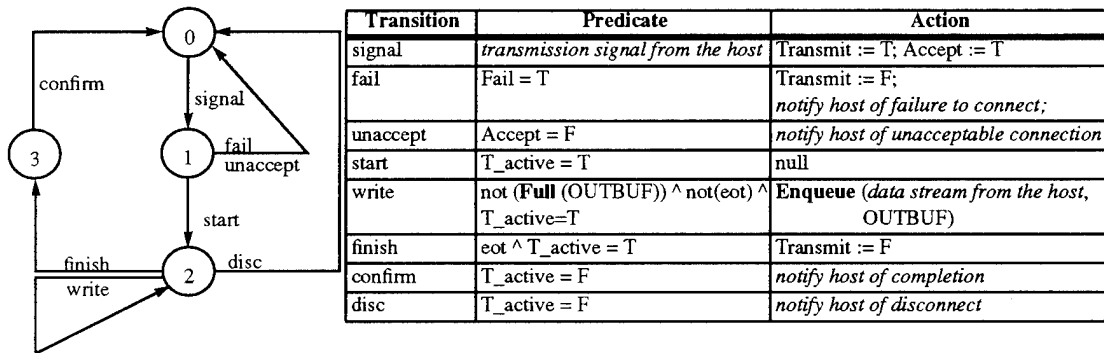 0
confirm
signal
3
1
fail
unaccept
start
finish
2
disc
write
Transition Predicate Action
signal transmission signal from the host Transmit := T; Accept := T
fail Fail = T Transmit := F;
notify host of failure to connect;
unaccept Accept = F notify host of unacceptable connection
start T_active = T null
write not (Full (OUTBUF)) ^ not(eot) ^ Enqueue (data stream from the host,
T_active=T OUTBUF)
finish eot ^ T_active = T Transmit := F
confirm T_active = F notify host of completion
disc T_active = F notify host of disconnect